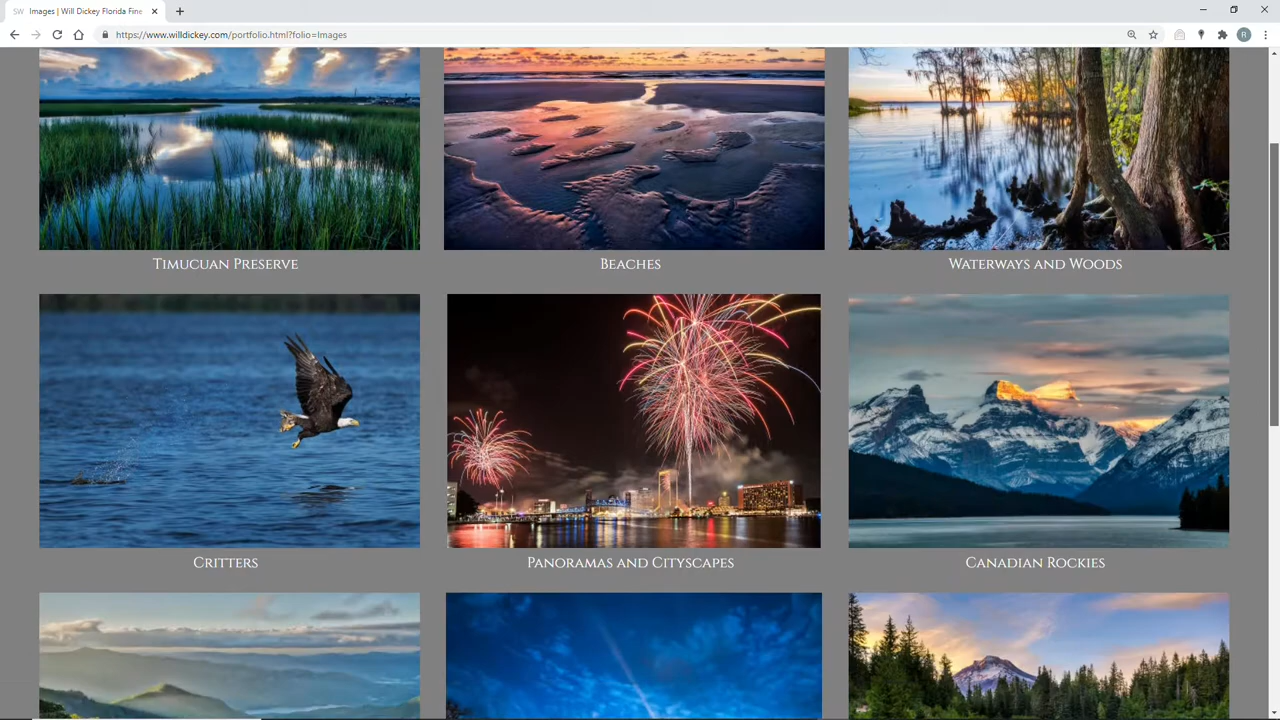 SW Images | Will Dickey Florida Fine
https://www.willdickey.com/portfolio.html?folio=Images
R
Timucuan Preserve
Beaches
Waterways and Woods
Critters
Panoramas and Cityscapes
Canadian Rockies